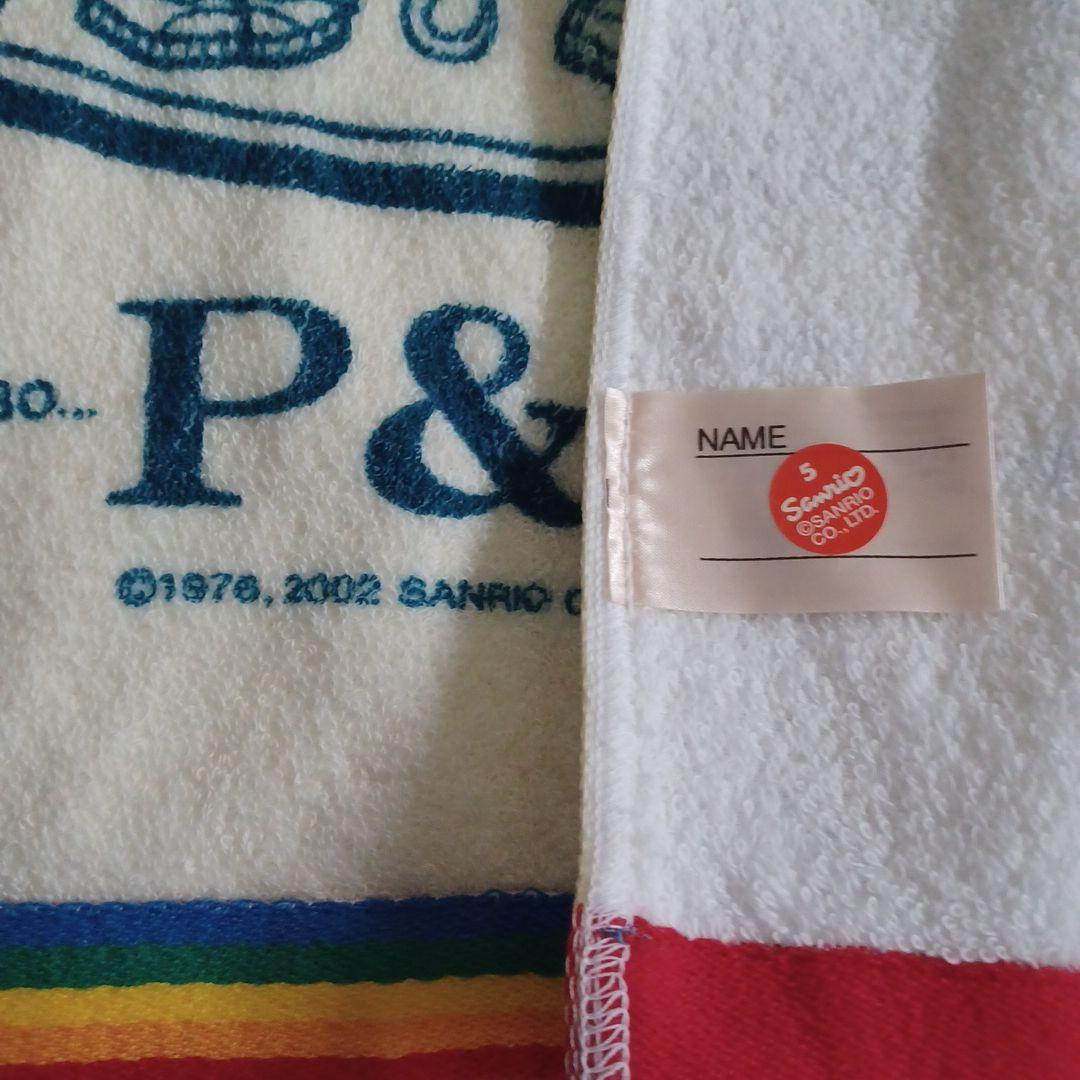 P&
©1976, 2002 SANRIO
NAME
5
Sanrio
©SANRIO
CO.,LTD.